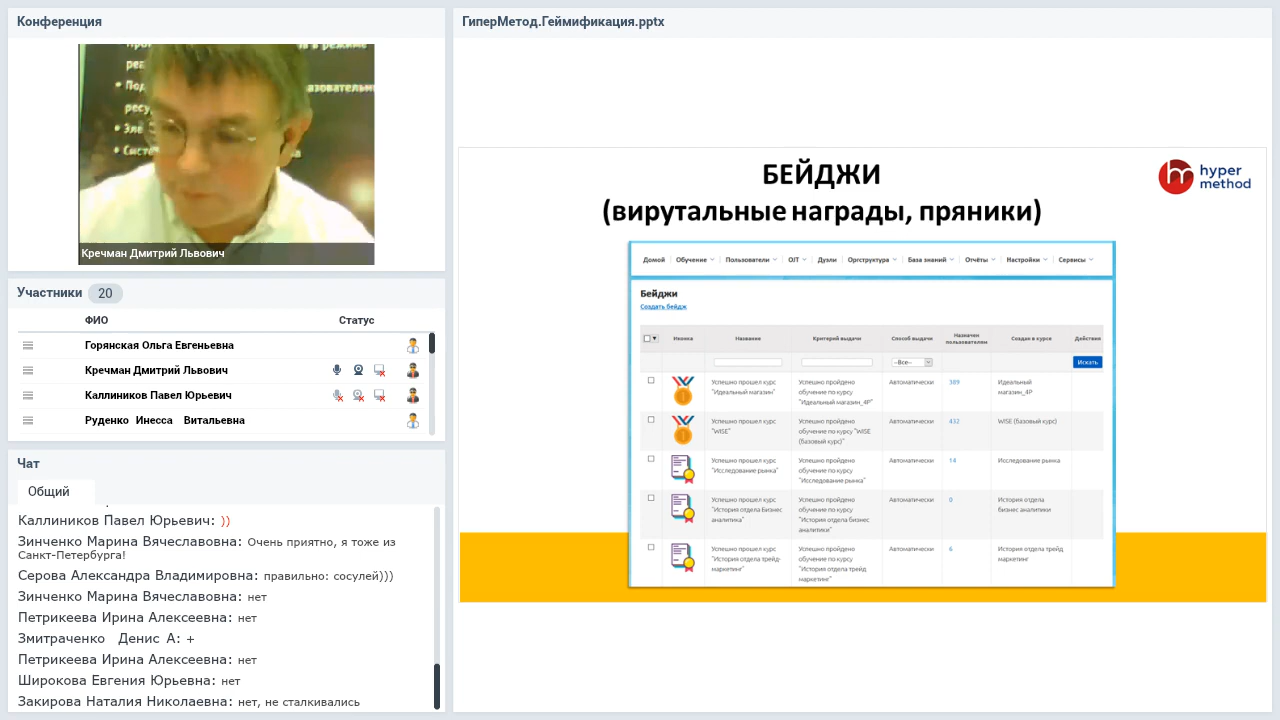 Конференция
в режиме
реа
Под
азовательн
ресу
Эле
Систе
Кречман Дмитрий Львович
Участники 20
ФИО Статус
Горянская Ольга Евгеньевна
Кречман Дмитрий Львович
Каллиников Павел Юрьевич
Руденко Инесса Витальевна
Чат
Общий
Каллиников Павел Юрьевич: ))
Зинченко Марина Вячеславовна: Очень приятно, я тоже из
Санкт-Петербурга!
Серова Александра Владимировна: правильно: сосулей)))
Зинченко Марина Вячеславовна: нет
Петрикеева Ирина Алексеевна: нет
Змитраченко Денис А: +
Петрикеева Ирина Алексеевна: нет
Широкова Евгения Юрьевна: нет
Закирова Наталия Николаевна: нет, не сталкивались
ГиперМетод.Геймификация.pptx
БЕЙДЖИ
(вирутальные награды, пряники)
hyper
method
Домой Обучение Пользователи OJT Дуэли Оргструктура База знаний Отчёты Настройки Сервисы
Бейджи
Создать бейдж
Иконка Название Критерий выдачи Способ выдачи Назначен пользователям Создан в курсе Действия
--Все-- Искать
Успешно прошел курс Успешно пройдено Автоматически 389 Идеальный
"Идеальный магазин" обучение по курсу магазин_4P
"Идеальный магазин_4P"
Успешно прошел курс Успешно пройдено Автоматически 432 WISE (базовый курс)
"WISE" обучение по курсу "WISE
(базовый курс)"
Успешно прошел курс Успешно пройдено Автоматически 14 Исследование рынка
"Исследование рынка" обучение по курсу
"Исследование рынка"
Успешно прошел курс Успешно пройдено Автоматически 0 История отдела
"История отдела Бизнес обучение по курсу бизнес аналитики
аналитика" "История отдела бизнес
аналитики"
Успешно прошел курс Успешно пройдено Автоматически 6 История отдела трейд
"История отдела трейд- обучение по курсу маркетинг
маркетинг" "История отдела трейд
маркетинг"